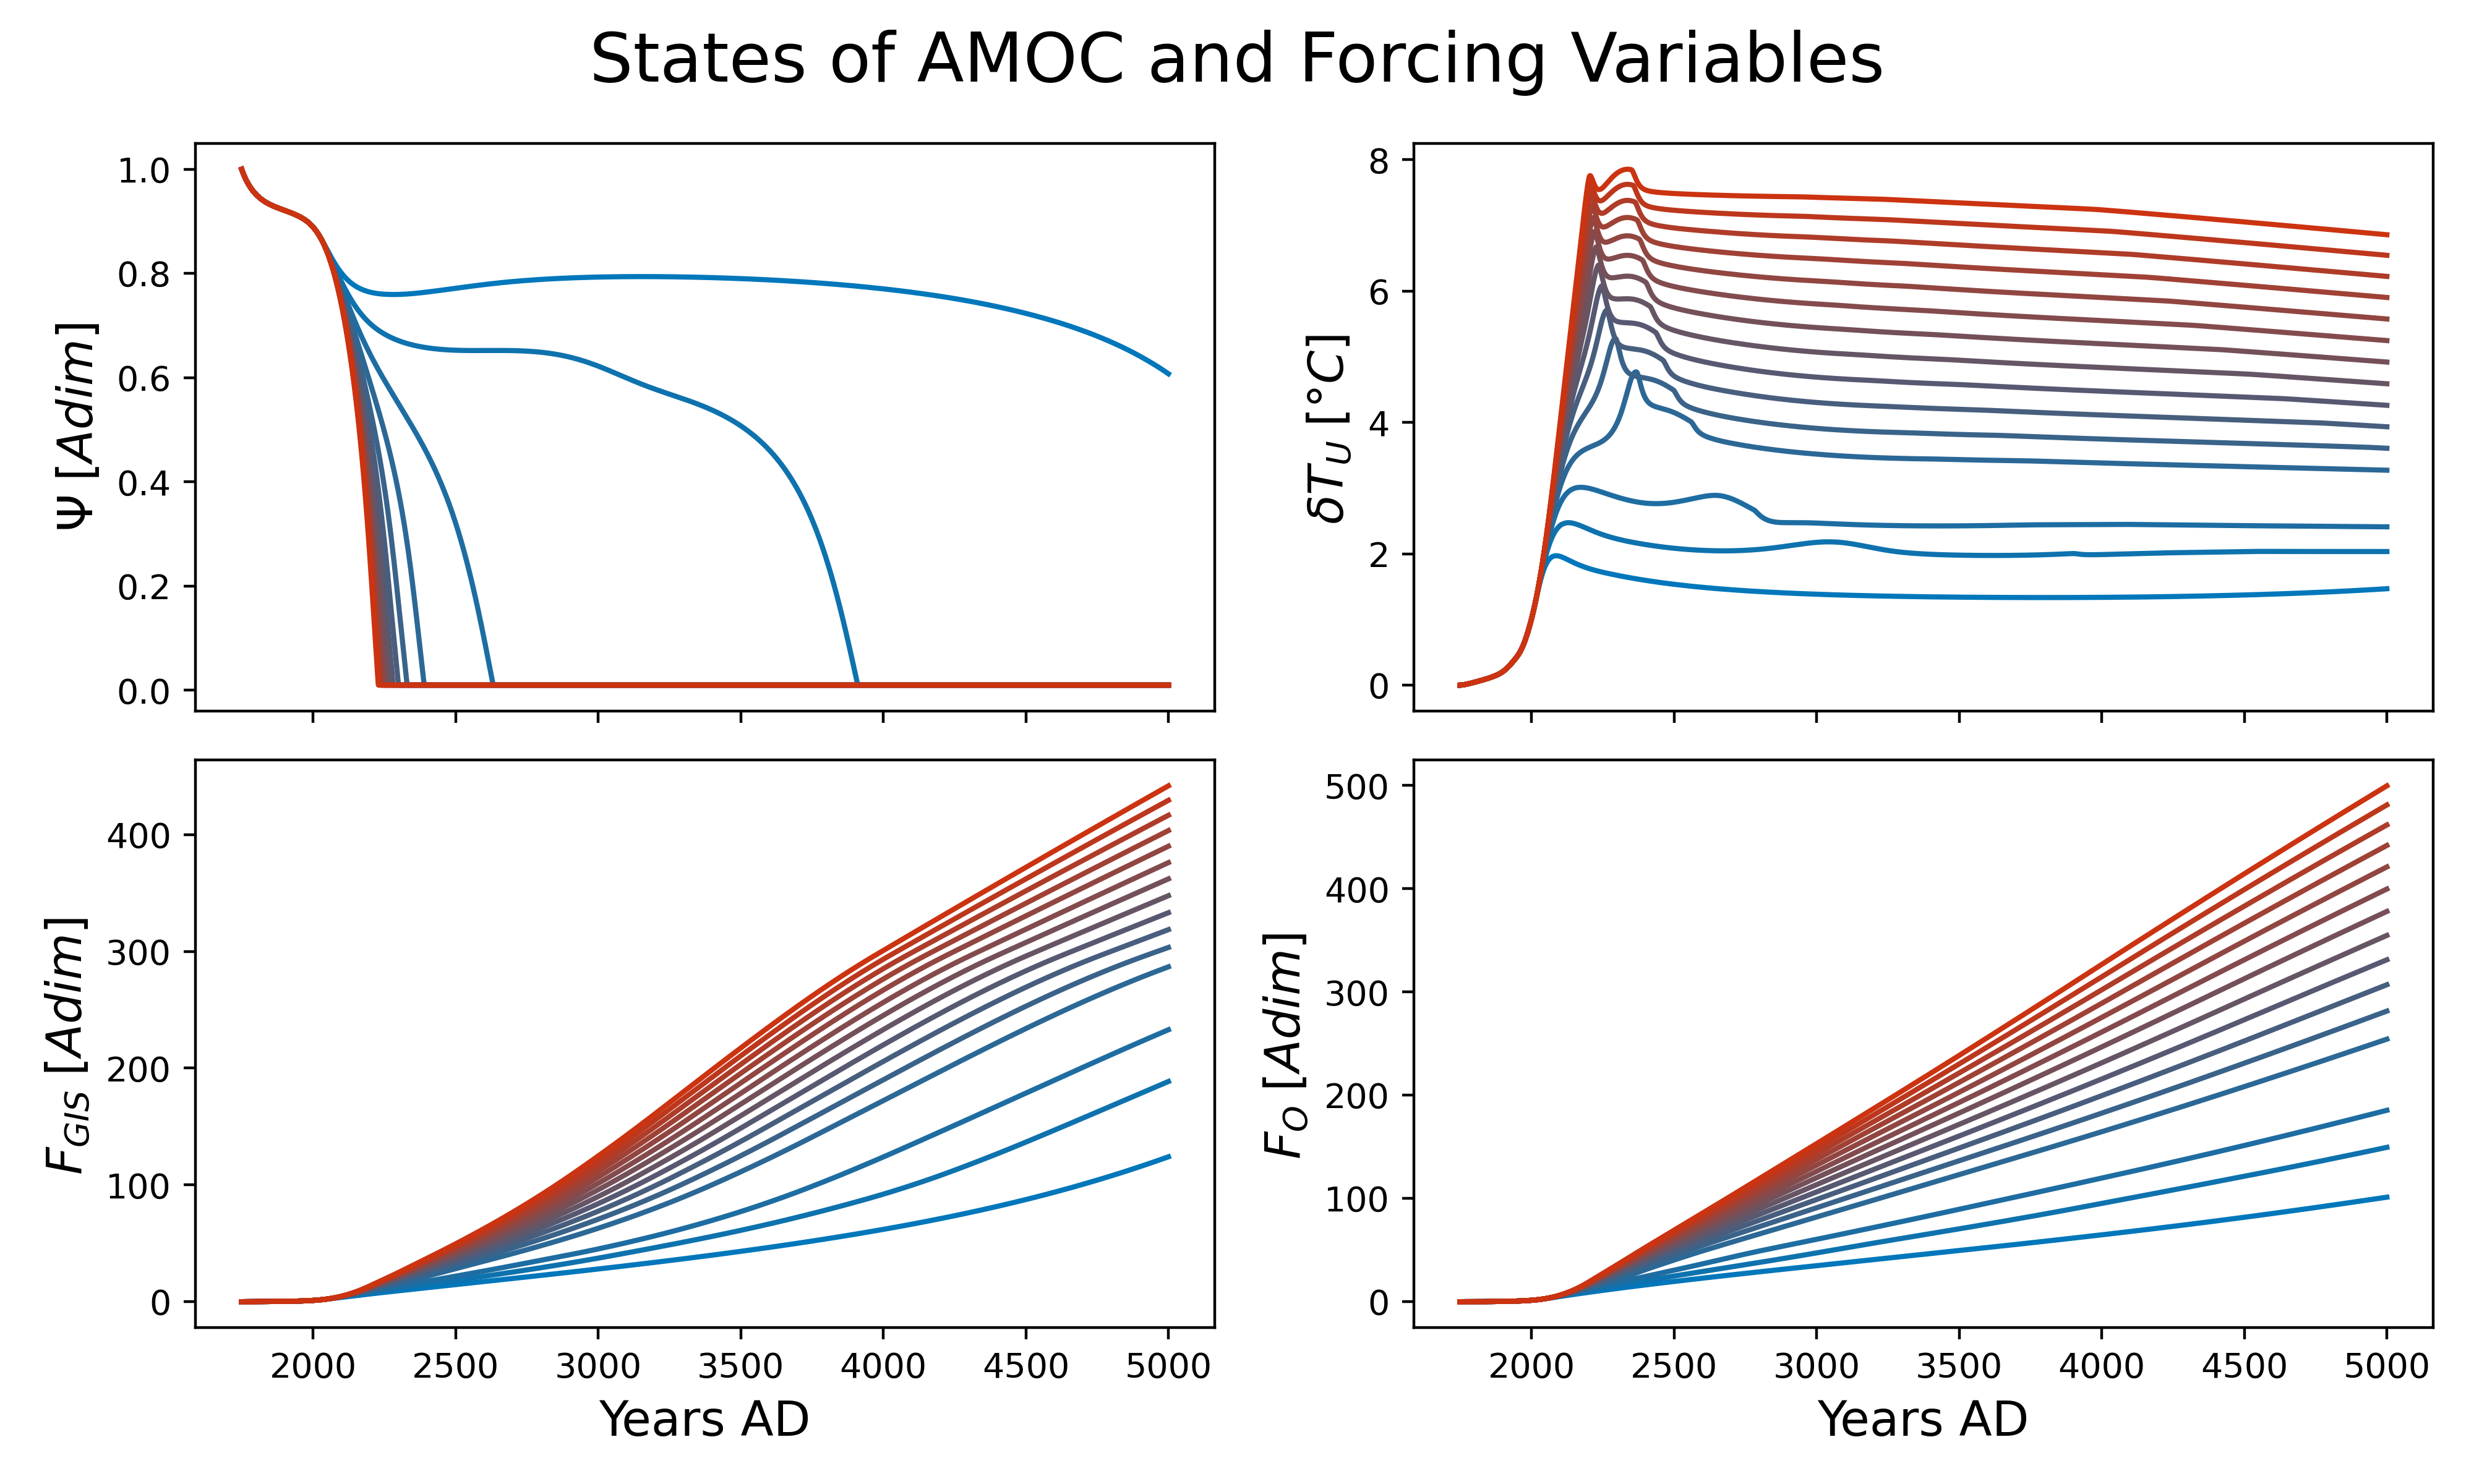 States of AMOC and Forcing Variables
1.0
0.8
0.6
0.4
0.2
0.0
Ψ [Adim]
8
6
4
2
0
δT_U [°C]
400
300
200
100
0
F_GIS [Adim]
2000 2500 3000 3500 4000 4500 5000
Years AD
500
400
300
200
100
0
F_O [Adim]
2000 2500 3000 3500 4000 4500 5000
Years AD